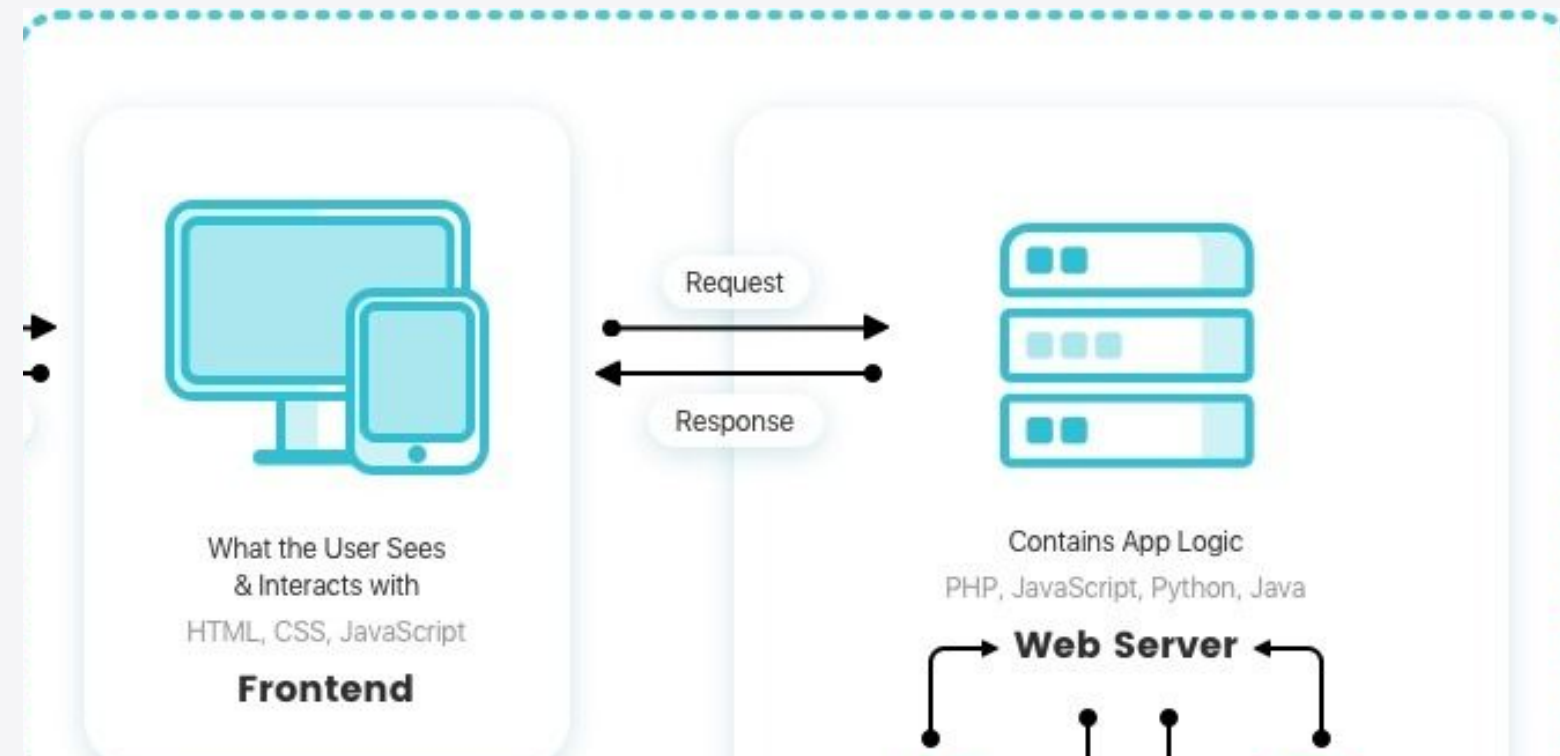 Request
Response
What the User Sees
& Interacts with
HTML, CSS, JavaScript
Frontend
Contains App Logic
PHP, JavaScript, Python, Java
Web Server